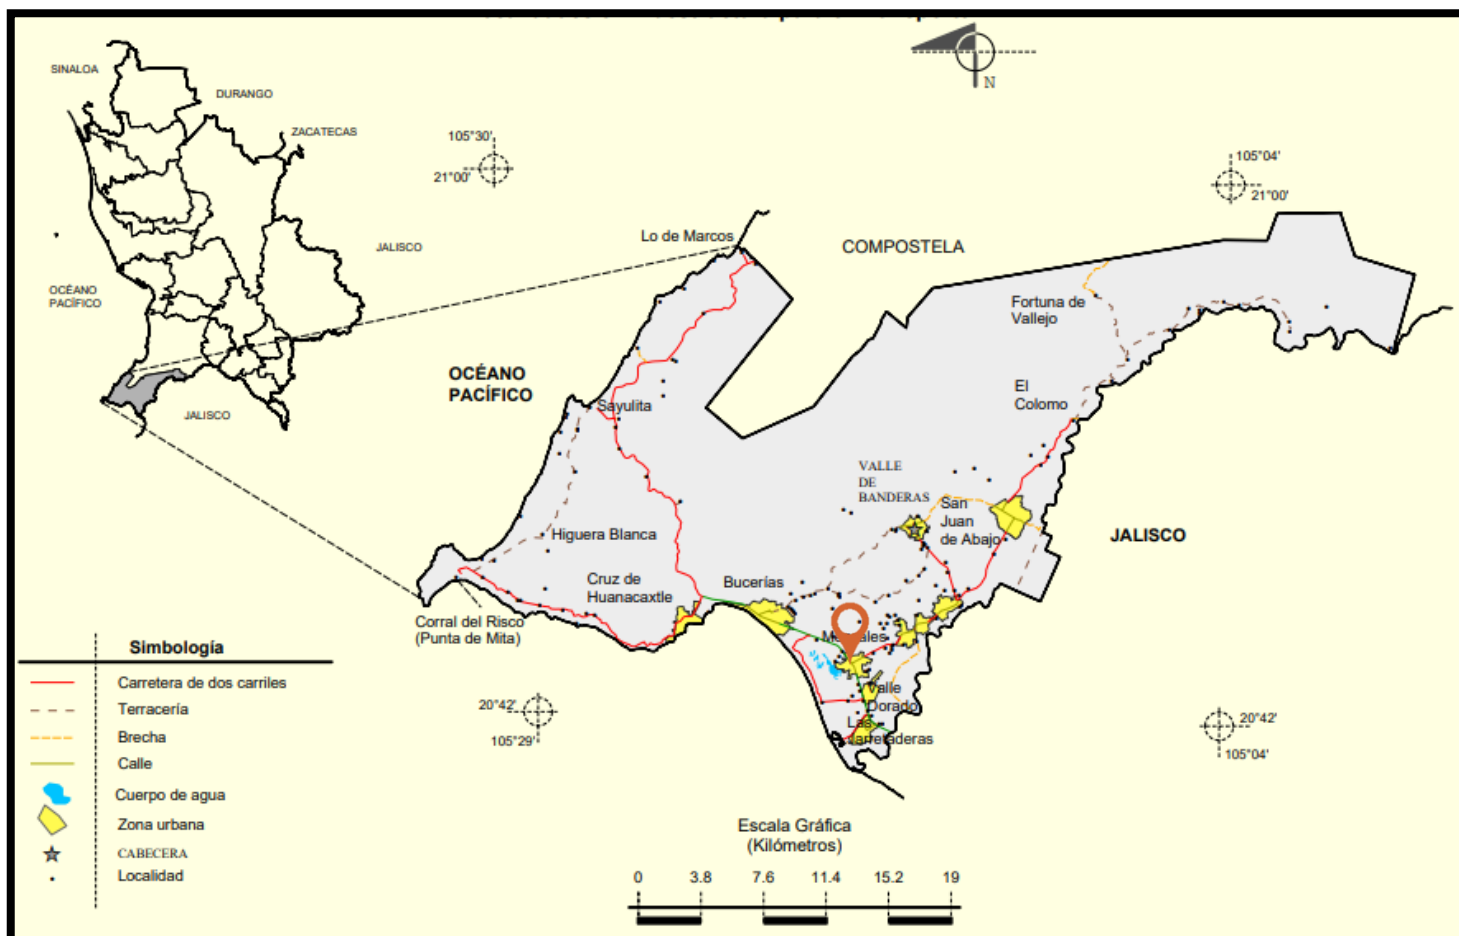 N
SINALOA
DURANGO
ZACATECAS
JALISCO
OCÉANO
PACÍFICO
JALISCO
105°30'
21°00'
105°04'
21°00'
Lo de Marcos
COMPOSTELA
Fortuna de
Vallejo
OCÉANO
PACÍFICO
El
Colomo
Sayulita
VALLE
DE
BANDERAS
San
Juan
de Abajo
JALISCO
Higuera Blanca
Cruz de
Huanacaxtle
Bucerías
Corral del Risco
(Punta de Mita)
Valle
Dorado
Las
Jarretaderas
20°42'
105°29'
20°42'
105°04'
Simbología
Carretera de dos carriles
Terracería
Brecha
Calle
Cuerpo de agua
Zona urbana
CABECERA
Localidad
Escala Gráfica
(Kilómetros)
0 3.8 7.6 11.4 15.2 19